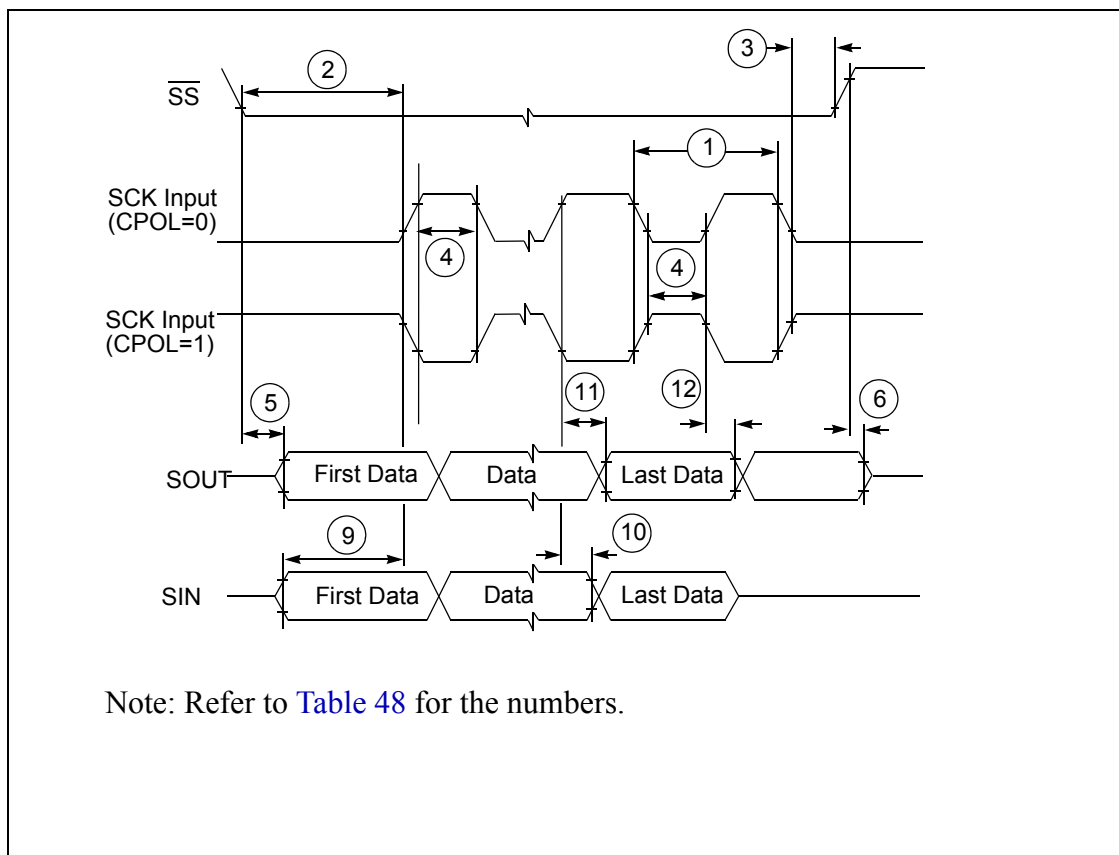 3
2
SS
1
SCK Input
(CPOL=0)
4
4
SCK Input
(CPOL=1)
5
11
12
6
SOUT
First Data
Data
Last Data
9
10
SIN
First Data
Data
Last Data
Note: Refer to Table 48 for the numbers.